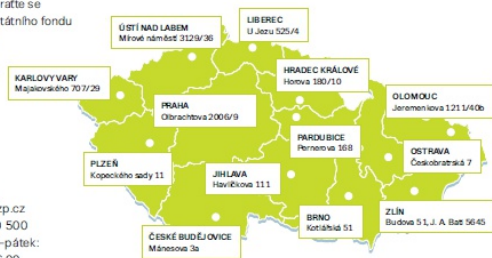 raťte se
tátního fondu
ÚSTÍ NAD LABEM
Mírové náměstí 3129/36
LIBEREC
U Jezu 525/4
KARLOVY VARY
Majakovského 707/29
HRADEC KRÁLOVÉ
Horova 180/10
PRAHA
Olbrachtova 2006/9
OLOMOUC
Jeremenkova 1211/40b
PARDUBICE
Pernerova 168
OSTRAVA
Českobratrská 7
PLZEŇ
Kopeckého sady 11
JIHLAVA
Havlíčkova 111
BRNO
Kotlářská 51
ZLÍN
Budova 51, J. A. Bati 5645
ČESKÉ BUDĚJOVICE
Mánesova 3a
zp.cz
0 500
–pátek: